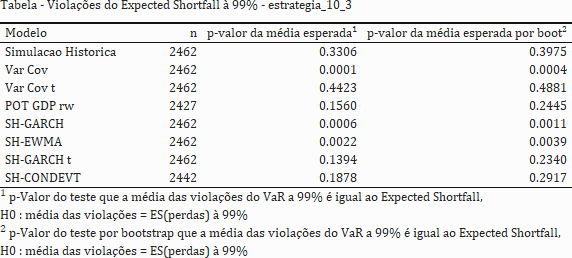 Tabela - Violações do Expected Shortfall à 99% - estrategia_10_3
Modelo n p-valor da média esperada1 p-valor da média esperada por boot2
Simulacao Historica 2462 0.3306 0.3975
Var Cov 2462 0.0001 0.0004
Var Cov t 2462 0.4423 0.4881
POT GDP rw 2427 0.1560 0.2445
SH-GARCH 2462 0.0006 0.0011
SH-EWMA 2462 0.0022 0.0039
SH-GARCH t 2462 0.1394 0.2340
SH-CONDEVT 2442 0.1878 0.2917
1 p-Valor do teste que a média das violações do VaR a 99% é igual ao Expected Shortfall,
H0 : média das violações = ES(perdas) à 99%
2 p-Valor do teste por bootstrap que a média das violações do VaR a 99% é igual ao Expected Shortfall,
H0 : média das violações = ES(perdas) à 99%